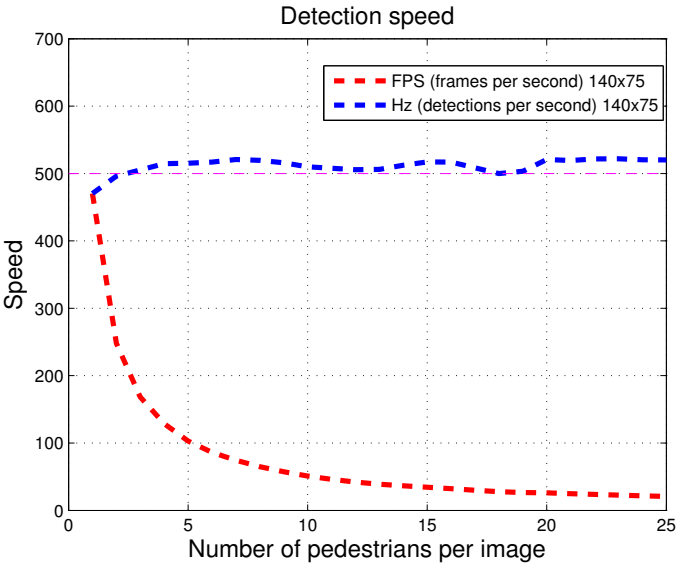 Detection speed
FPS (frames per second) 140x75
Hz (detections per second) 140x75
Speed
700
600
500
400
300
200
100
0
0 5 10 15 20 25
Number of pedestrians per image